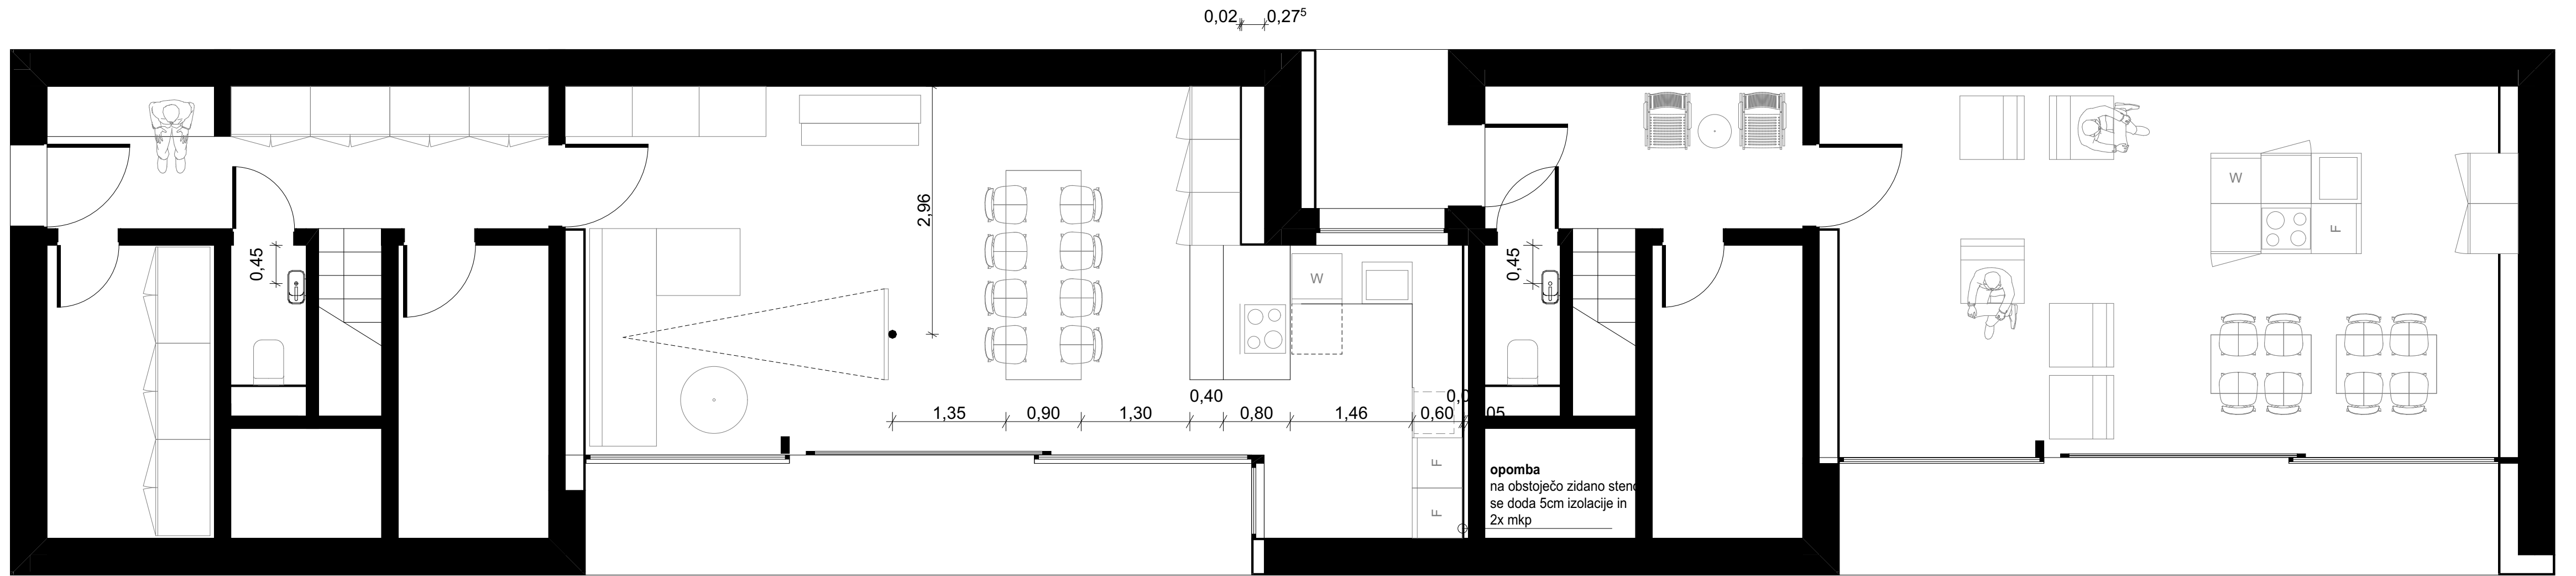 0,02 0,27⁵
2,96
0,45
0,45
W
W
F
0,40
1,35 0,90 1,30 0,80 1,46 0,60
F
F
opomba
na obstoječo zidano steno
se doda 5cm izolacije in
2x mkp